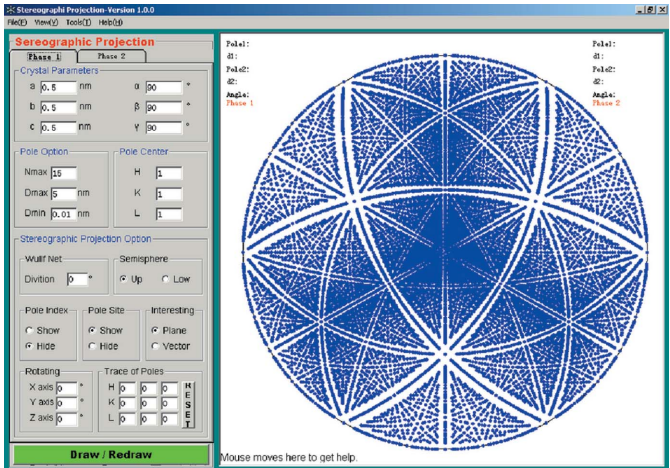 Stereographi Projection-Version 1.0.0
File(F) View(V) Tools(T) Help(H)
Sereographic Projection
Phase 1 Phase 2
Crystal Parameters
a 0.5 nm α 90 °
b 0.5 nm β 90 °
c 0.5 nm γ 90 °
Pole Option Pole Center
Nmax 15 H 1
Dmax 5 nm K 1
Dmin 0.01 nm L 1
Stereographic Projection Option
Wulff Net Semisphere
Divition 0 ° Up Low
Pole Index Pole Site Interesting
Show Show Plane
Hide Hide Vector
Rotating Trace of Poles
X axis 0 ° H 0 0 0
Y axis 0 ° K 0 0 0
Z axis 0 ° L 0 0 0
RESET
Draw / Redraw
Pole1:
d1:
Pole2:
d2:
Angle:
Phase 1
Pole1:
d1:
Pole2:
d2:
Angle:
Phase 2
Mouse moves here to get help.